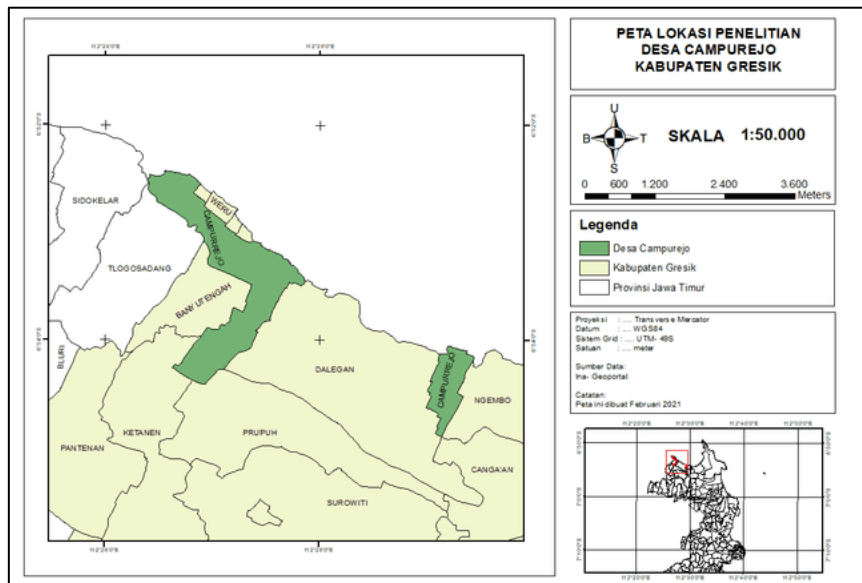 PETA LOKASI PENELITIAN
DESA CAMPUREJO
KABUPATEN GRESIK
U
B
T
S
SKALA 1:50.000
0 600 1.200 2.400 3.600
Meters
Legenda
Desa Campurejo
Kabupaten Gresik
Provinsi Jawa Timur
Proyeksi : .... Transverse Mercator
Datum : .... WGS84
Sistem Grid : .... UTM- 49S
Satuan : .... meter
Sumber Data:
Ina- Geoportal
Catatan:
Peta ini dibuat Februari 2021
SIDOKELAR
WERU
CAMPURREJO
TLOGOSADANG
BANYUTENGAH
BLURI
DALEGAN
CAMPURREJO
NGEMBO
KETANEN
PRUPUH
PANTENAN
CANGA'AN
SUROWITI